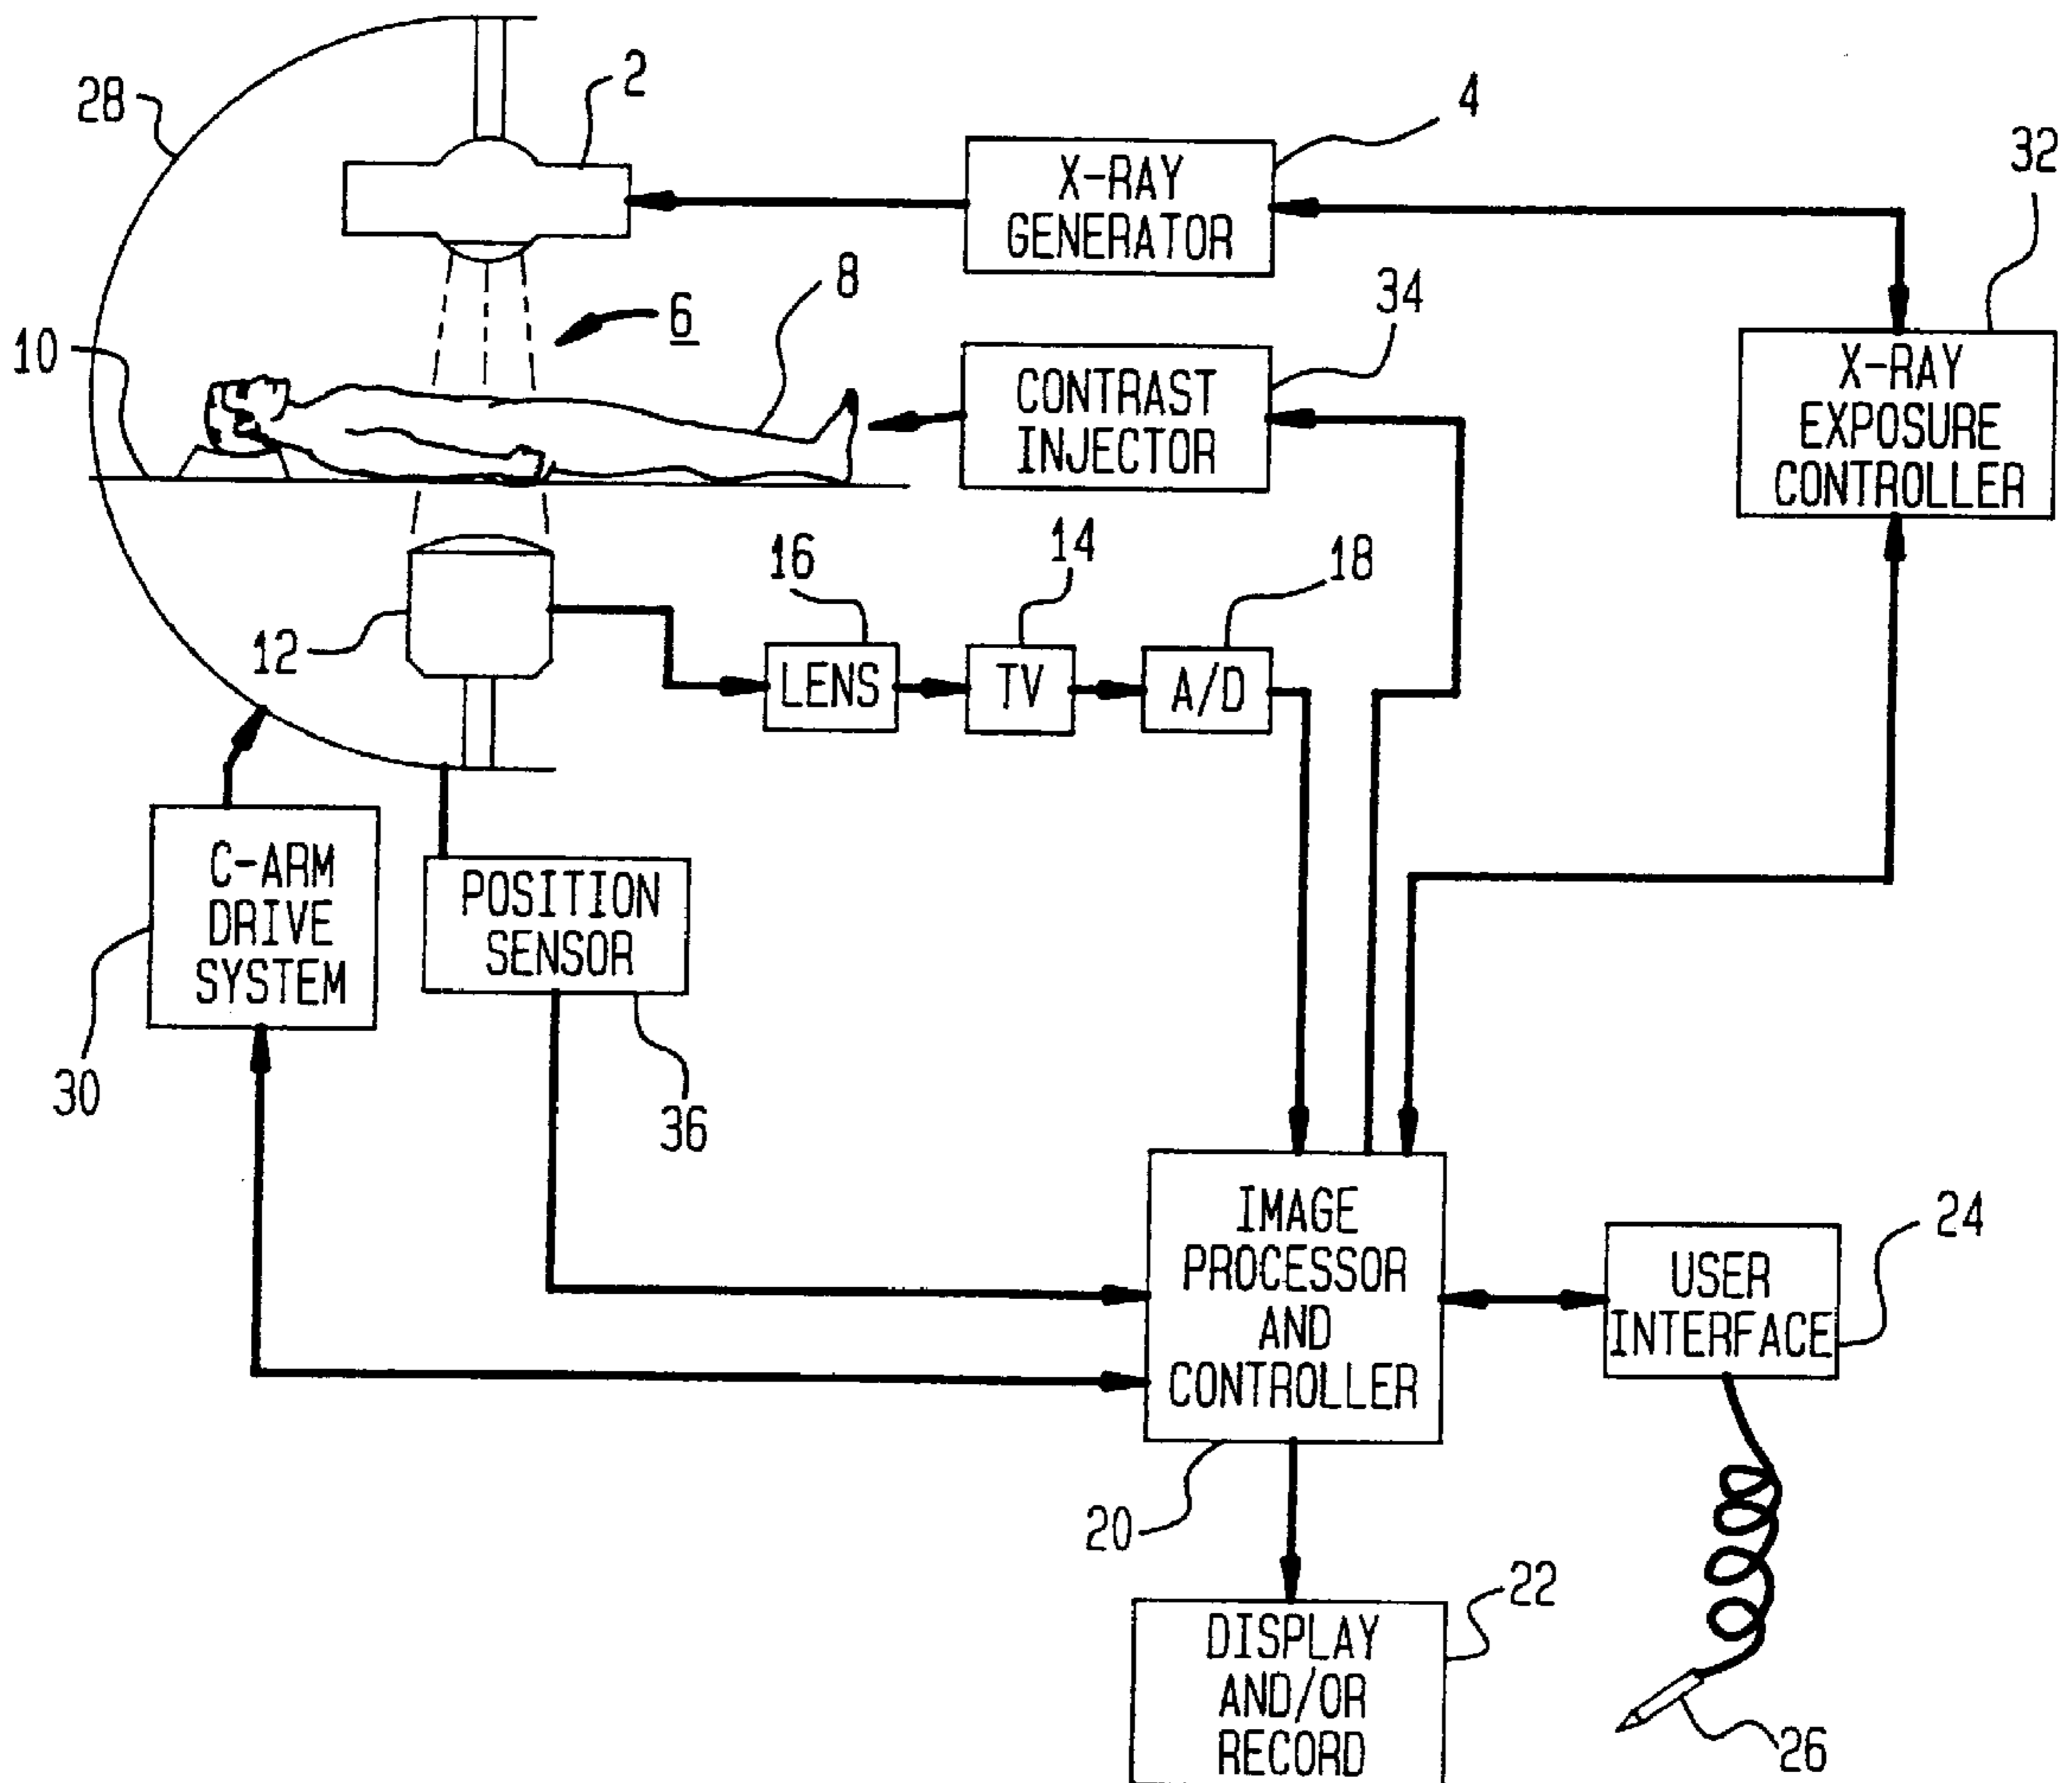 28
2
4
32
X-RAY
GENERATOR
6
8
34
10
CONTRAST
INJECTOR
X-RAY
EXPOSURE
CONTROLLER
16
14
18
12
LENS
TV
A/D
C-ARM
DRIVE
SYSTEM
POSITION
SENSOR
30
36
IMAGE
PROCESSOR
AND
CONTROLLER
24
USER
INTERFACE
20
22
DISPLAY
AND/OR
RECORD
26